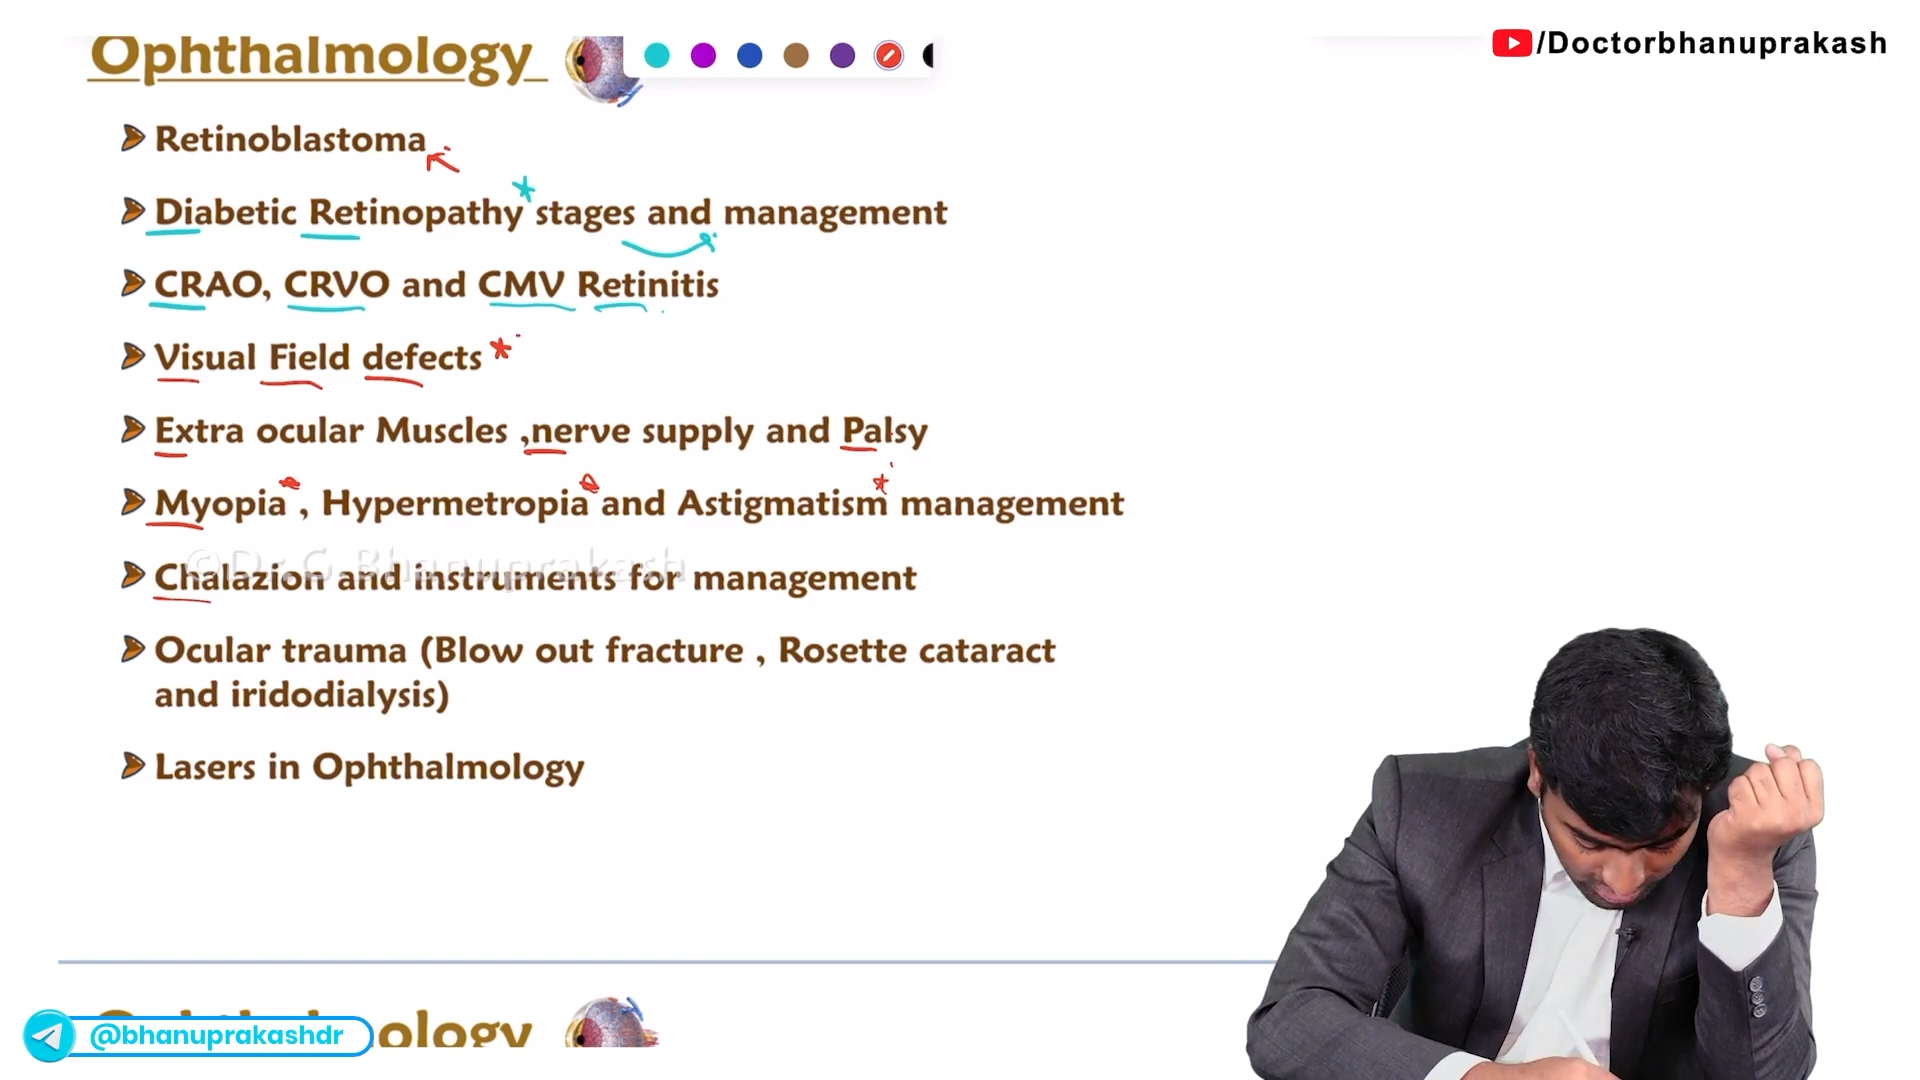 Ophthalmology
/Doctorbhanuprakash
Retinoblastoma
Diabetic Retinopathy stages and management
CRAO, CRVO and CMV Retinitis
Visual Field defects
Extra ocular Muscles ,nerve supply and Palsy
Myopia , Hypermetropia and Astigmatism management
©Dr.G.Bhanuprakash
Chalazion and instruments for management
Ocular trauma (Blow out fracture , Rosette cataract
and iridodialysis)
Lasers in Ophthalmology
@bhanuprakashdr